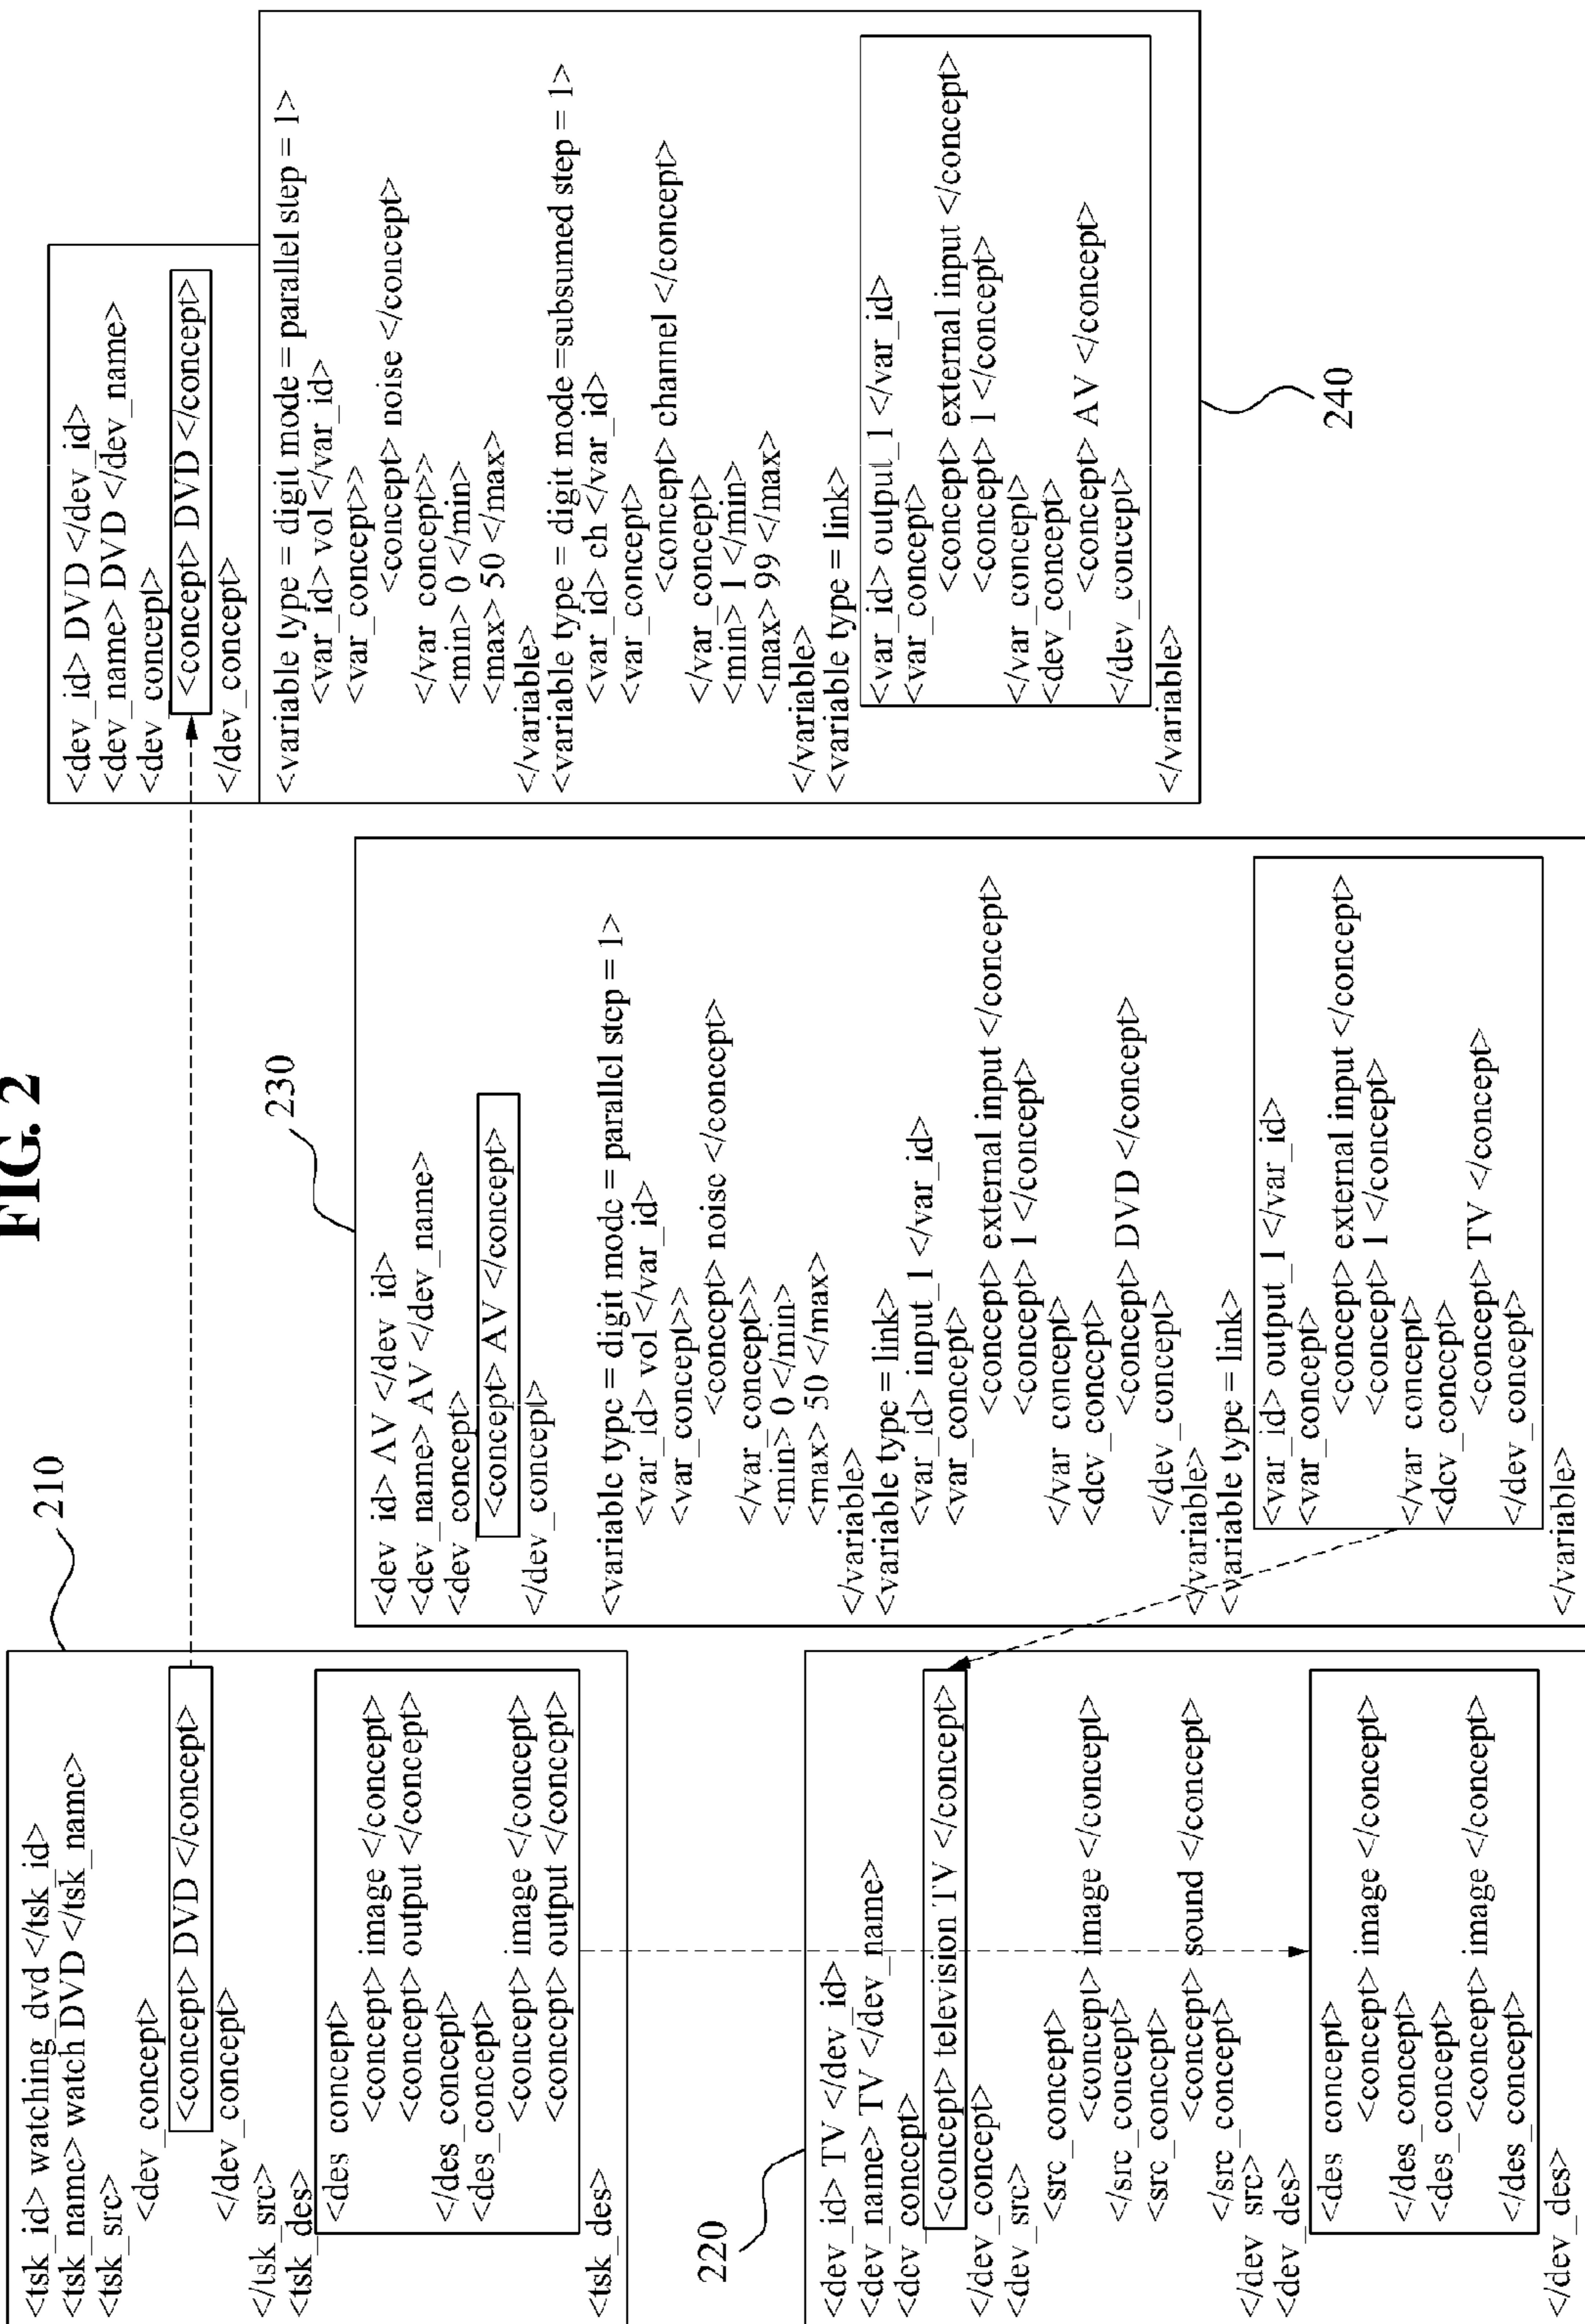 FIG. 2
210
<tsk_id> watching_dvd </tsk_id>
<tsk_name> watch DVD </tsk_name>
<tsk_src>
<dev_concept>
<concept> DVD </concept>
</dev_concept>
</tsk_src>
<tsk_des>
<des_concept>
<concept> image </concept>
<concept> output </concept>
</des_concept>
<des_concept>
<concept> image </concept>
<concept> output </concept>
<tsk_des>
220
<dev_id> TV </dev_id>
<dev_name> TV </dev_name>
<dev_concept>
<concept> television TV </concept>
</dev_concept>
<dev_src>
<src_concept>
<concept> image </concept>
</src_concept>
<src_concept>
<concept> sound </concept>
</src_concept>
</dev_src>
<dev_des>
<des_concept>
<concept> image </concept>
</des_concept>
<des_concept>
<concept> image </concept>
</des_concept>
</dev_des>
230
<dev_id> AV </dev_id>
<dev_name> AV </dev_name>
<dev_concept>
<concept> AV </concept>
</dev_concept>
<variable type = digit mode = parallel step = 1>
<var_id> vol </var_id>
<var_concept>>
<concept> noise </concept>
</var_concept>>
<min> 0 </min>
<max> 50 </max>
</variable>
<variable type = link>
<var_id> input_1 </var_id>
<var_concept>
<concept> external input </concept>
<concept> 1 </concept>
</var_concept>
<dev_concept>
<concept> DVD </concept>
</dev_concept>
</variable>
<variable type = link>
<var_id> output_1 </var_id>
<var_concept>
<concept> external input </concept>
<concept> 1 </concept>
</var_concept>
<dev_concept>
<concept> TV </concept>
</dev_concept>
</variable>
<dev_id> DVD </dev_id>
<dev_name> DVD </dev_name>
<dev_concept>
<concept> DVD </concept>
</dev_concept>
<variable type = digit mode = parallel step = 1>
<var_id> vol </var_id>
<var_concept>>
<concept> noise </concept>
</var_concept>>
<min> 0 </min>
<max> 50 </max>
</variable>
<variable type = digit mode =subsumed step = 1>
<var_id> ch </var_id>
<var_concept>
<concept> channel </concept>
</var_concept>
<min> 1 </min>
<max> 99 </max>
</variable>
<variable type = link>
<var_id> output_1 </var_id>
<var_concept>
<concept> external input </concept>
<concept> 1 </concept>
</var_concept>
<dev_concept>
<concept> AV </concept>
</dev_concept>
</variable>
240